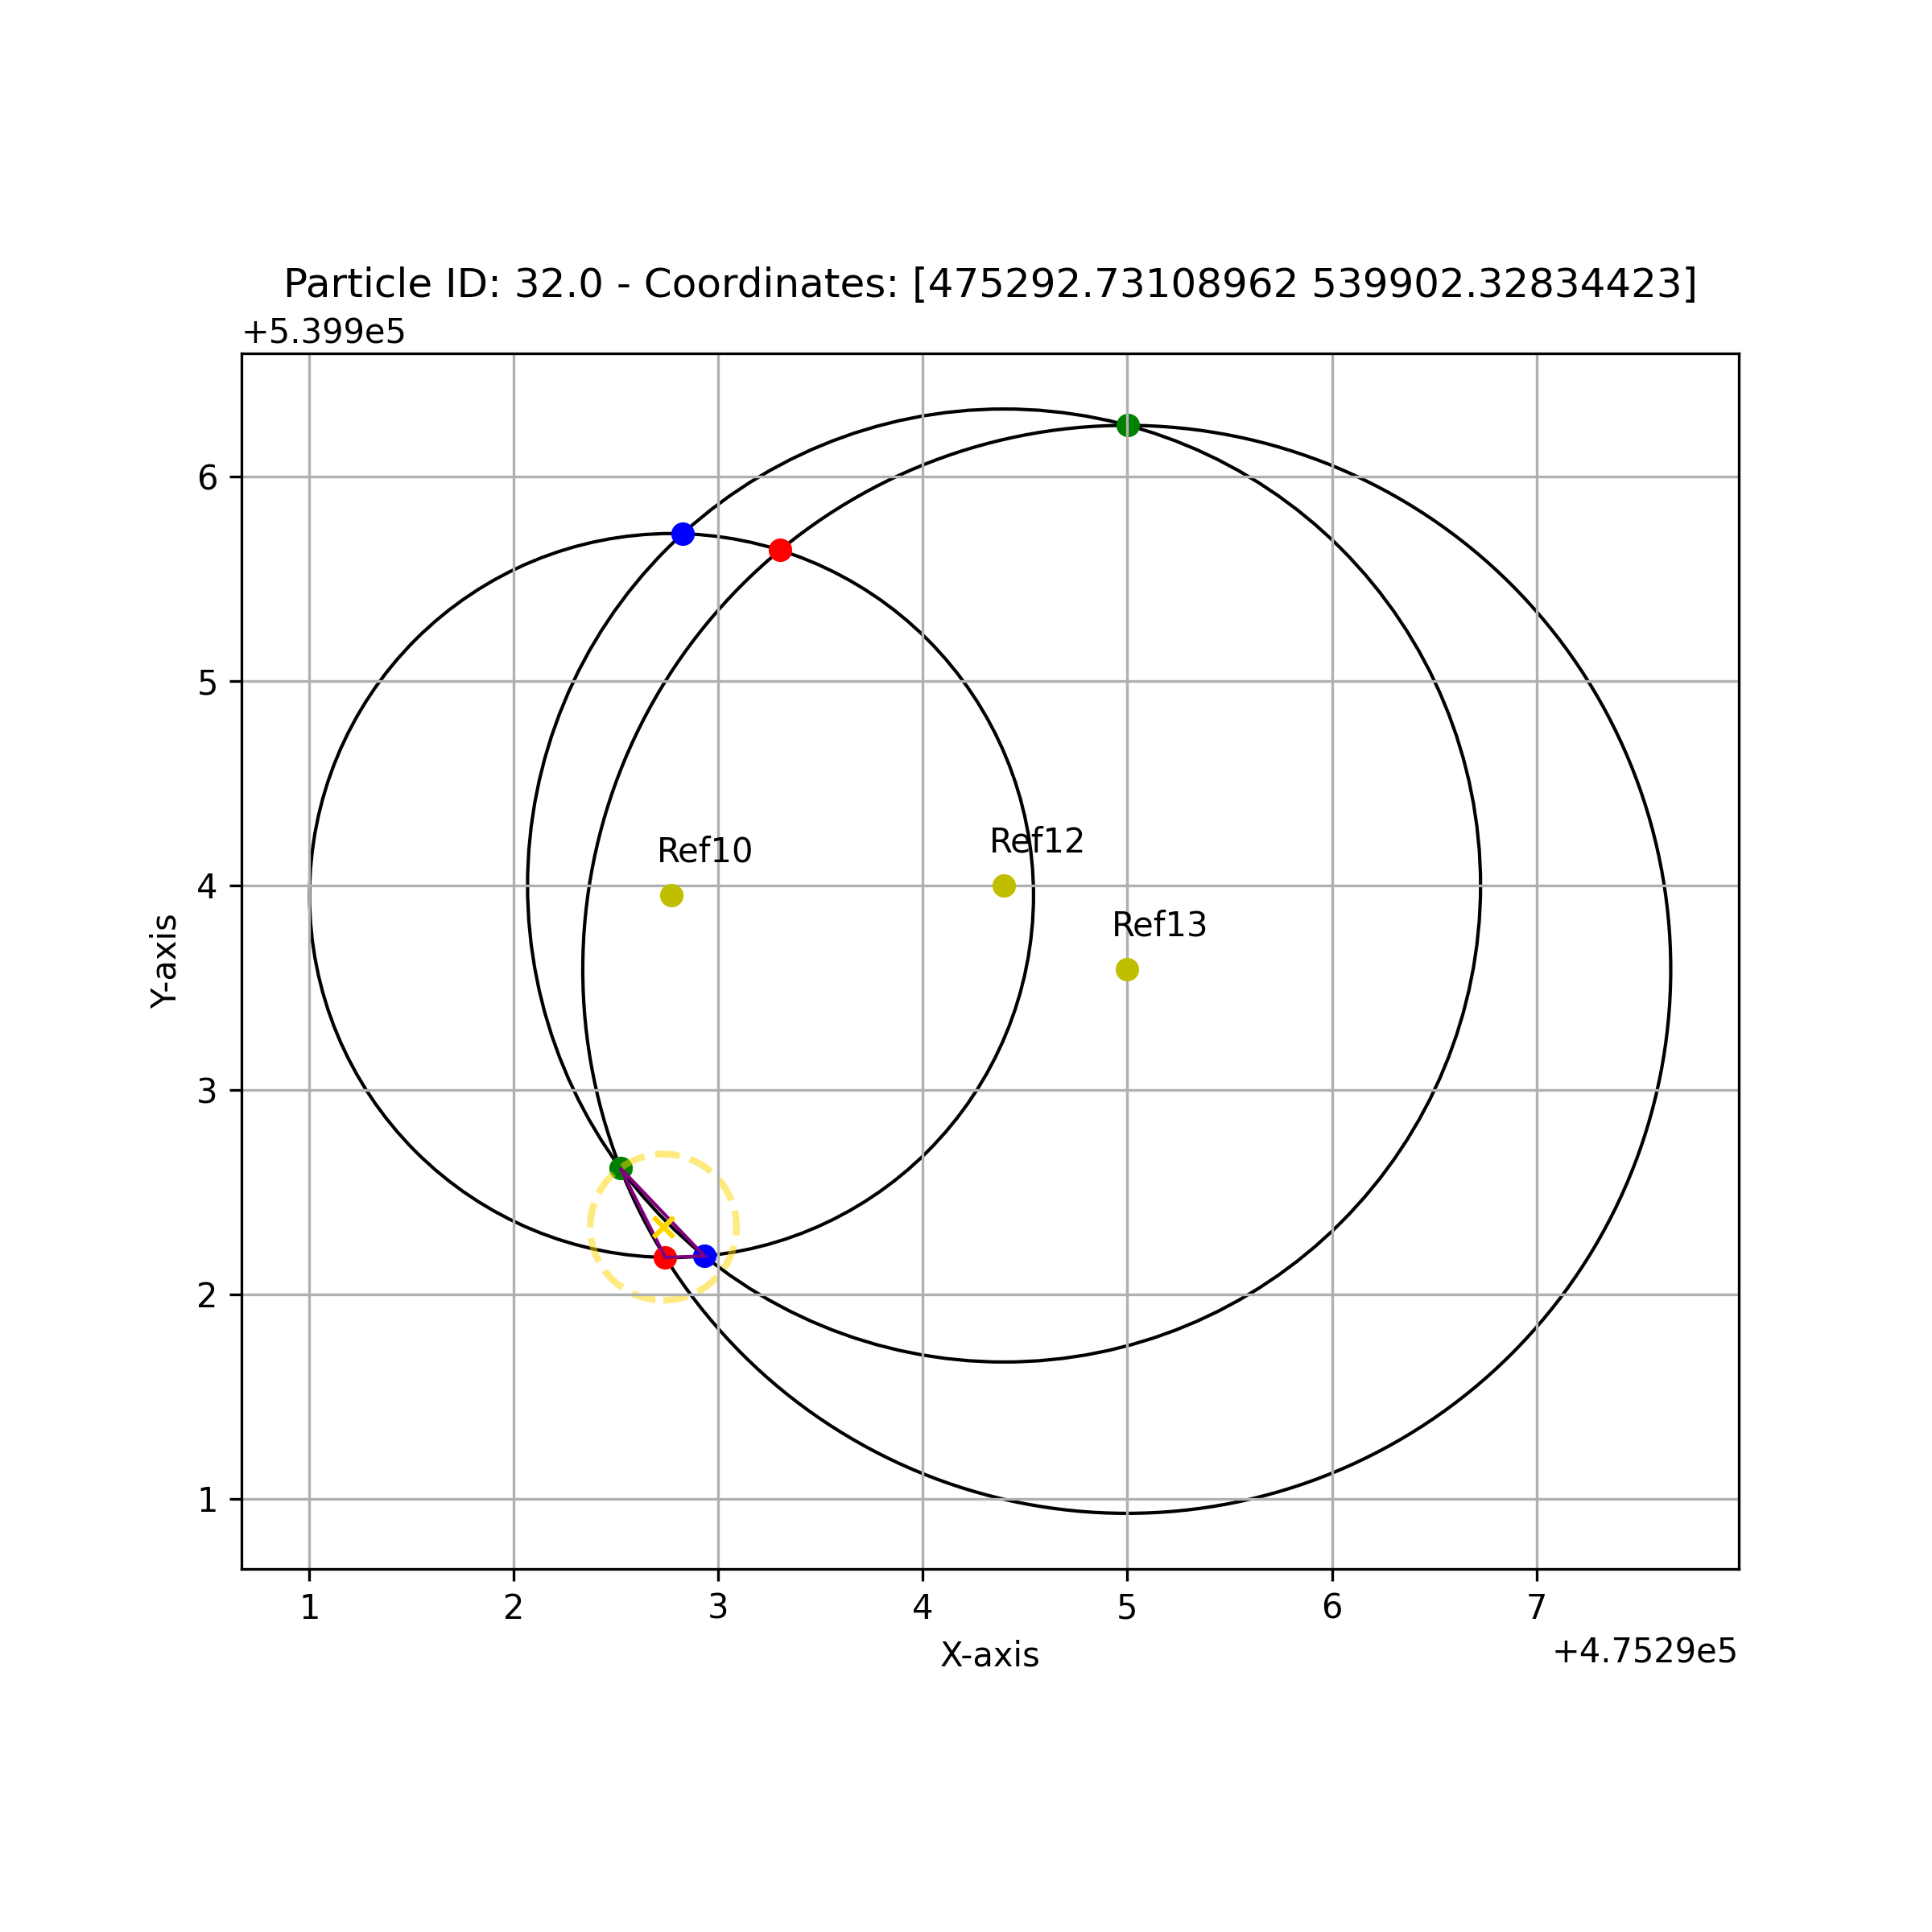 Particle ID: 32.0 - Coordinates: [475292.73108962 539902.32834423]
+5.399e5
6
5
4
3
2
1
Y-axis
Ref10
Ref12
Ref13
1 2 3 4 5 6 7
X-axis
+4.7529e5